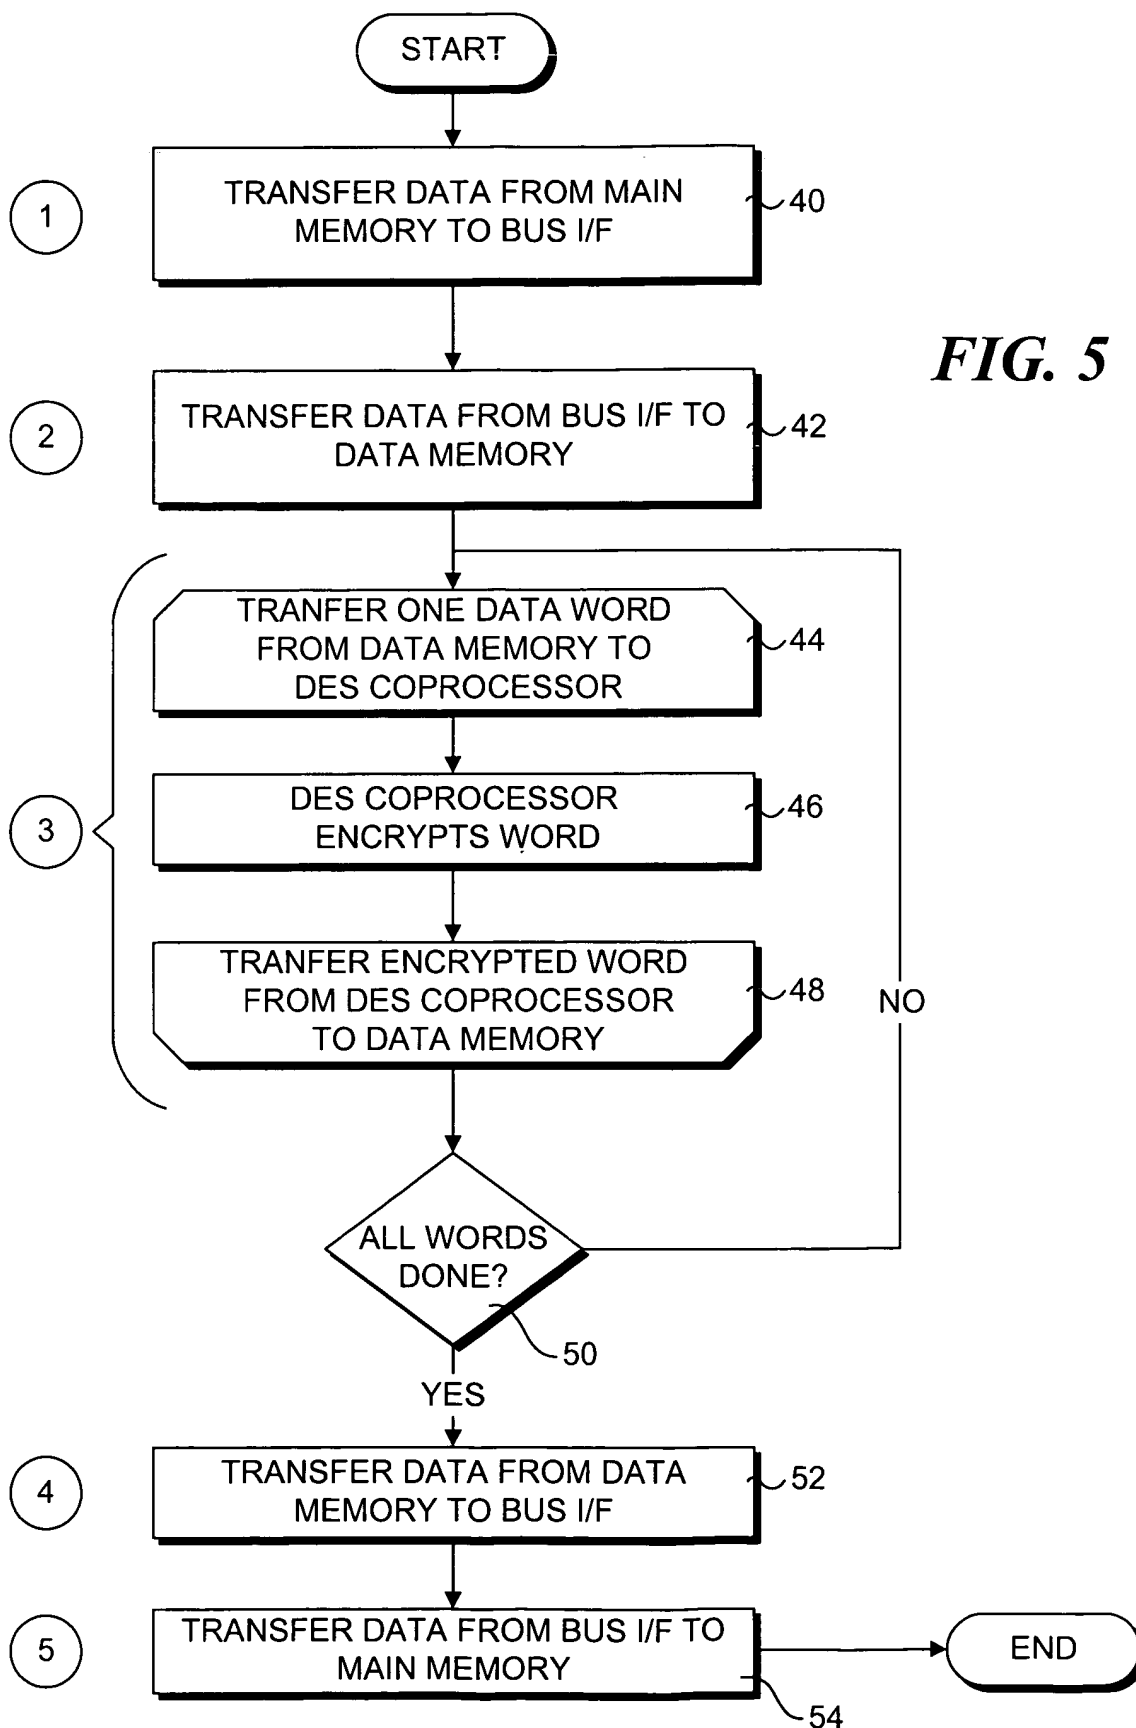 START
1
TRANSFER DATA FROM MAIN
MEMORY TO BUS I/F
40
FIG. 5
2
TRANSFER DATA FROM BUS I/F TO
DATA MEMORY
42
TRANFER ONE DATA WORD
FROM DATA MEMORY TO
DES COPROCESSOR
44
3
DES COPROCESSOR
ENCRYPTS WORD
46
TRANFER ENCRYPTED WORD
FROM DES COPROCESSOR
TO DATA MEMORY
48
NO
ALL WORDS
DONE?
50
YES
4
TRANSFER DATA FROM DATA
MEMORY TO BUS I/F
52
5
TRANSFER DATA FROM BUS I/F TO
MAIN MEMORY
54
END